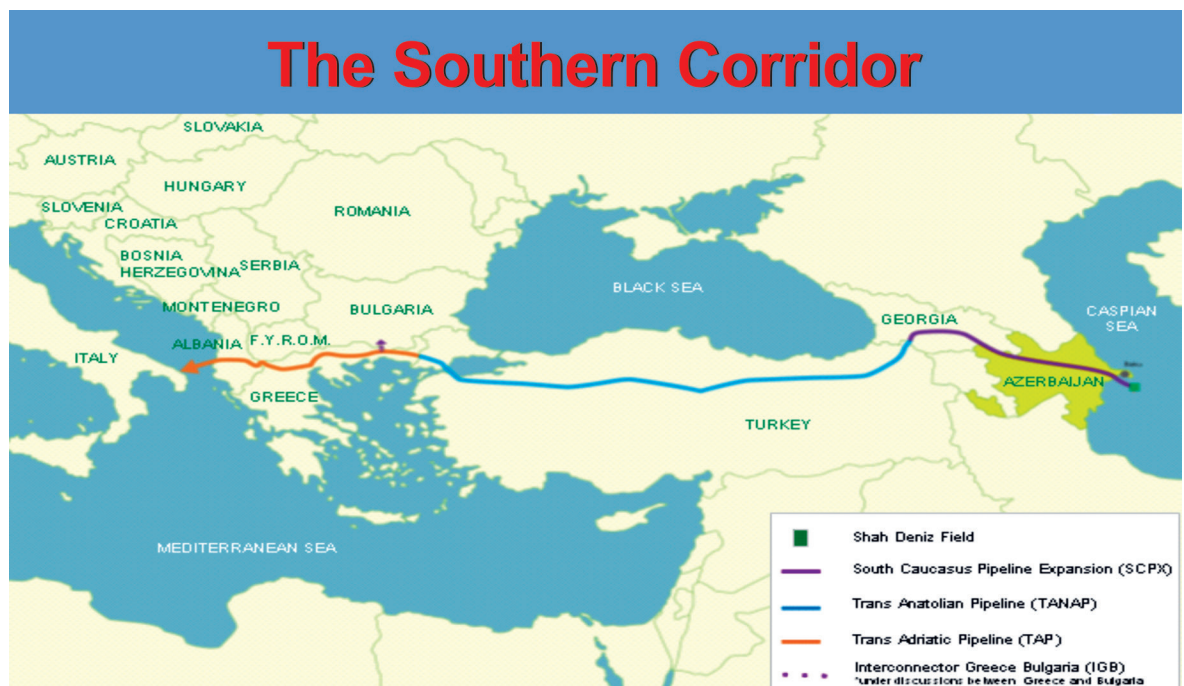 The Southern Corridor
SLOVAKIA
AUSTRIA
HUNGARY
SLOVENIA
CROATIA
ROMANIA
BOSNIA
HERZEGOVINA
SERBIA
MONTENEGRO
BULGARIA
BLACK SEA
GEORGIA
CASPIAN
SEA
ITALY
ALBANIA
F.Y.R.O.M.
GREECE
TURKEY
AZERBAIJAN
MEDITERRANEAN SEA
Shah Deniz Field
South Caucasus Pipeline Expansion (SCPX)
Trans Anatolian Pipeline (TANAP)
Trans Adriatic Pipeline (TAP)
Interconnector Greece Bulgaria (IGB)
*under discussions between Greece and Bulgaria